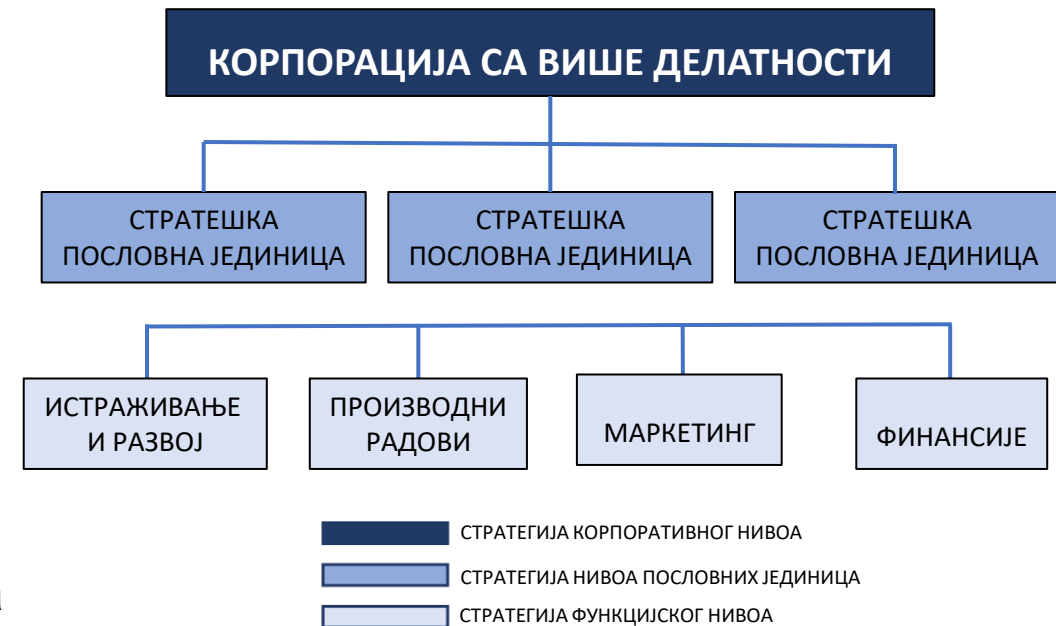 КОРПОРАЦИЈА СА ВИШЕ ДЕЛАТНОСТИ
СТРАТЕШКА
ПОСЛОВНА ЈЕДИНИЦА
СТРАТЕШКА
ПОСЛОВНА ЈЕДИНИЦА
СТРАТЕШКА
ПОСЛОВНА ЈЕДИНИЦА
ИСТРАЖИВАЊЕ
И РАЗВОЈ
ПРОИЗВОДНИ
РАДОВИ
МАРКЕТИНГ
ФИНАНСИЈЕ
СТРАТЕГИЈА КОРПОРАТИВНОГ НИВОА
СТРАТЕГИЈА НИВОА ПОСЛОВНИХ ЈЕДИНИЦА
СТРАТЕГИЈА ФУНКЦИЈСКОГ НИВОА